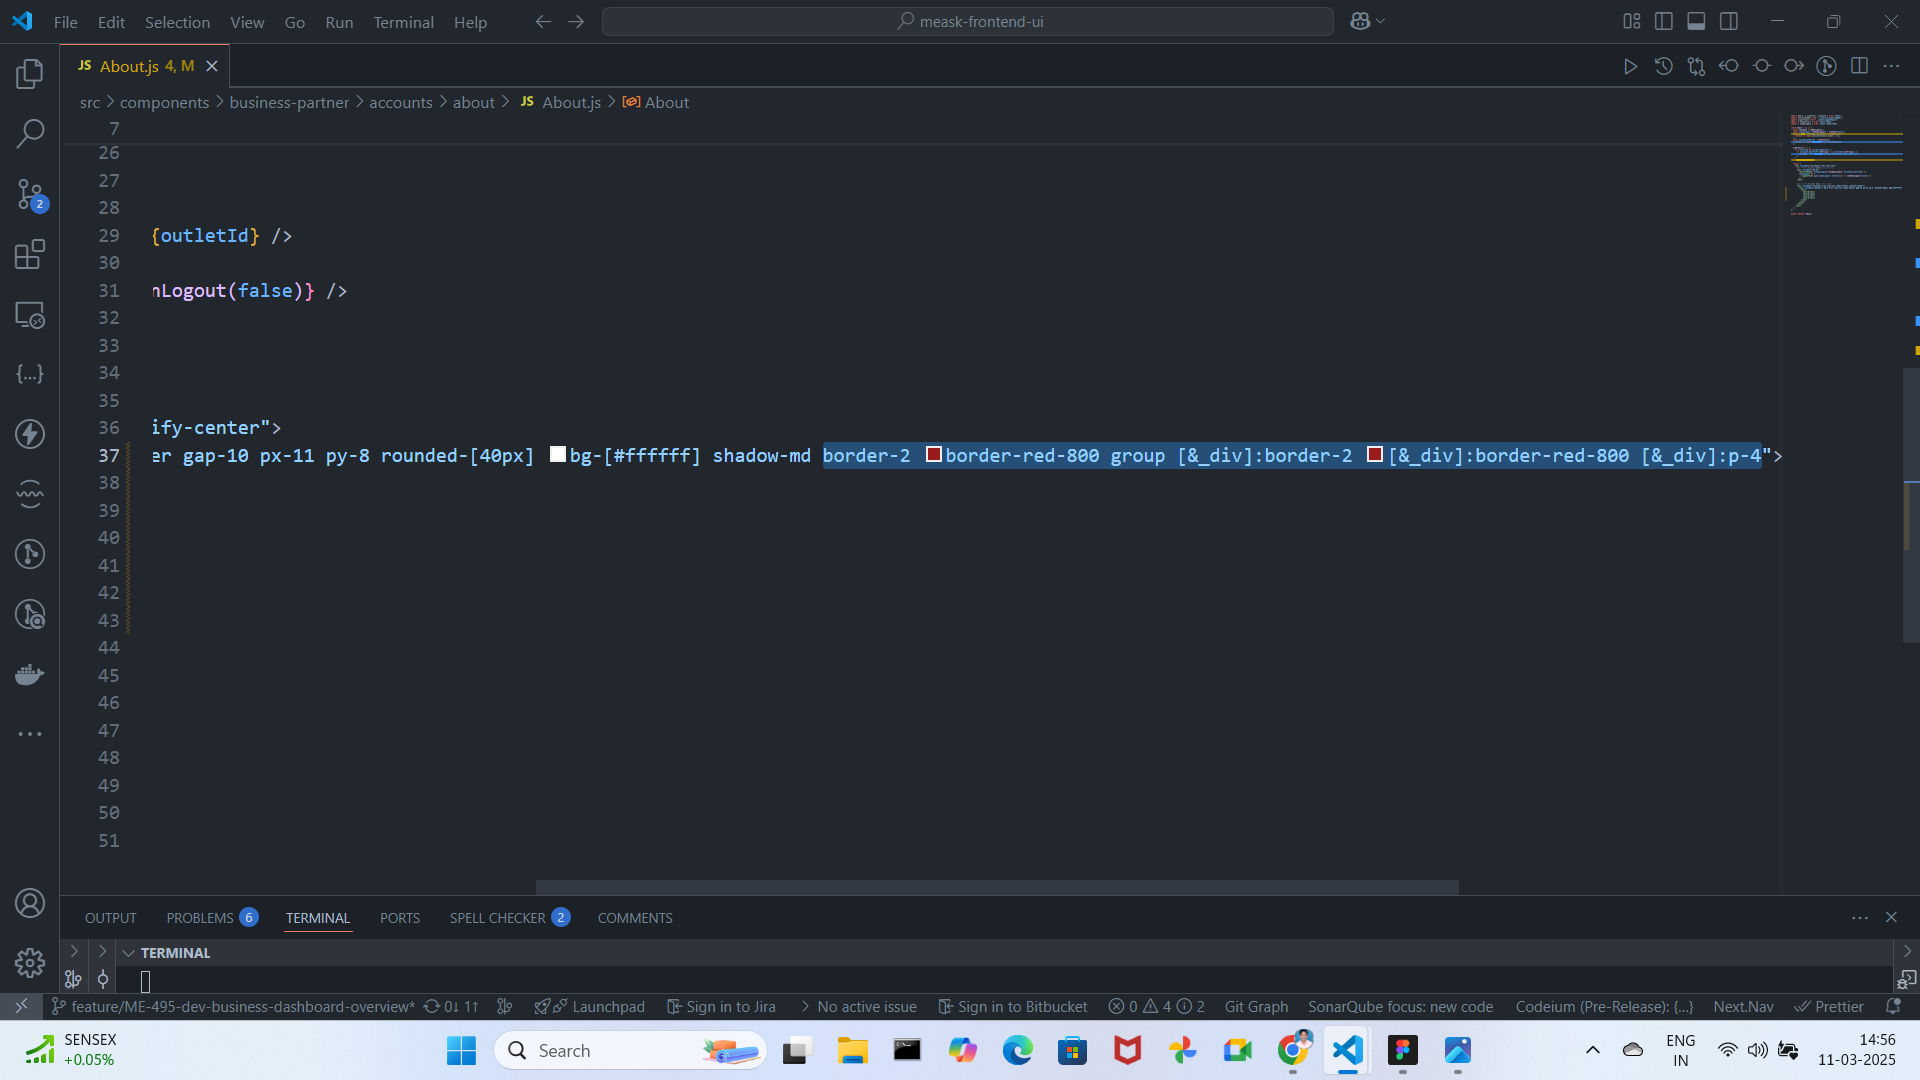 File Edit Selection View Go Run Terminal Help
meask-frontend-ui
JS About.js 4, M
src > components > business-partner > accounts > about > JS About.js > About
7
26
27
28
29 {outletId} />
30
31 nLogout(false)} />
32
33
34
35
36 ify-center">
37 er gap-10 px-11 py-8 rounded-[40px] bg-[#ffffff] shadow-md border-2 border-red-800 group [&_div]:border-2 [&_div]:border-red-800 [&_div]:p-4">
38
39
40
41
42
43
44
45
46
47
48
49
50
51
2
OUTPUT PROBLEMS 6 TERMINAL PORTS SPELL CHECKER 2 COMMENTS
TERMINAL
feature/ME-495-dev-business-dashboard-overview* 0↓ 1↑ Launchpad Sign in to Jira No active issue Sign in to Bitbucket 0 4 2 Git Graph SonarQube focus: new code Codeium (Pre-Release): {...} Next.Nav Prettier
SENSEX
+0.05%
Search
ENG
IN
14:56
11-03-2025